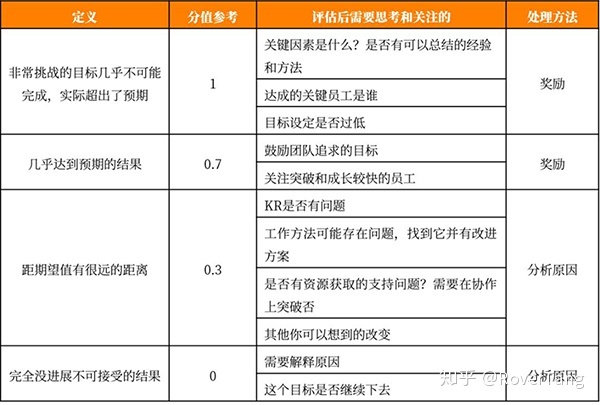 定义 分值参考 评估后需要思考和关注的 处理方法
非常挑战的目标几乎不可能
完成，实际超出了预期
1
关键因素是什么？是否有可以总结的经验
和方法
达成的关键员工是谁
目标设定是否过低
奖励
几乎达到预期的结果
0.7
鼓励团队追求的目标
关注突破和成长较快的员工
奖励
距期望值有很远的距离
0.3
KR是否有问题
工作方法可能存在问题，找到它并有改进
方案
是否有资源获取的支持问题？需要在协作
上突破否
其他你可以想到的改变
分析原因
完全没进展不可接受的结果
0
需要解释原因
这个目标是否继续下去
分析原因
知乎 @RoverTang